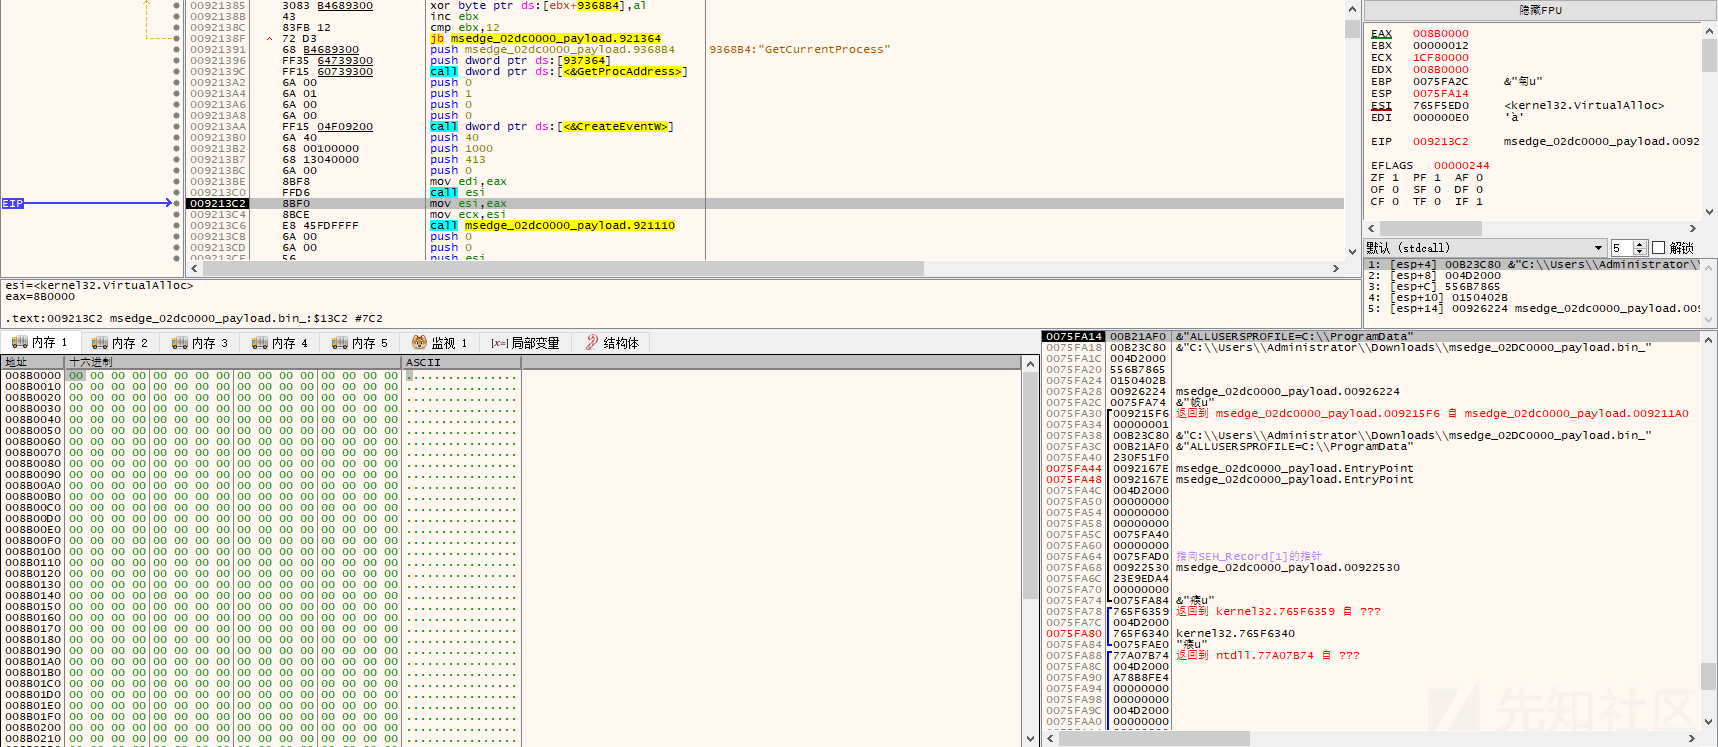 00921385 3083 B4689300 xor byte ptr ds:[ebx+9368B4],al
0092138B 43 inc ebx
0092138C 83FB 12 cmp ebx,12
0092138F 72 D3 jb msedge_02dc0000_payload.921364
00921391 68 B4689300 push msedge_02dc0000_payload.9368B4 9368B4:"GetCurrentProcess"
00921396 FF35 64739300 push dword ptr ds:[937364]
0092139C FF15 60739300 call dword ptr ds:[<&GetProcAddress>]
009213A2 6A 00 push 0
009213A4 6A 01 push 1
009213A6 6A 00 push 0
009213A8 6A 00 push 0
009213AA FF15 04F09200 call dword ptr ds:[<&CreateEventW>]
009213B0 6A 40 push 40
009213B2 68 00100000 push 1000
009213B7 68 13040000 push 413
009213BC 6A 00 push 0
009213BE 8BF8 mov edi,eax
009213C0 FFD6 call esi
EIP 009213C2 8BF0 mov esi,eax
009213C4 8BCE mov ecx,esi
009213C6 E8 45FDFFFF call msedge_02dc0000_payload.921110
009213CB 6A 00 push 0
009213CD 6A 00 push 0
009213CF 56 push esi
隐藏FPU
EAX 008B0000
EBX 00000012
ECX 1CF80000
EDX 008B0000
EBP 0075FA2C
ESP 0075FA14
ESI 765F5ED0 <kernel32.VirtualAlloc>
EDI 000000E0 'à'
EIP 009213C2 msedge_02dc0000_payload.0092
EFLAGS 00000244
ZF 1 PF 1 AF 0
OF 0 SF 0 DF 0
CF 0 TF 0 IF 1
默认 (stdcall) 5 解锁
1: [esp+4] 00B23C80 &"C:\\Users\\Administrator\\
2: [esp+8] 004D2000
3: [esp+C] 556B7865
4: [esp+10] 0150402B
5: [esp+14] 00926224 msedge_02dc0000_payload.009
esi=<kernel32.VirtualAlloc>
eax=8B0000
.text:009213C2 msedge_02dc0000_payload.bin_:$13C2 #7C2
内存 1 内存 2 内存 3 内存 4 内存 5 监视 1 [x=] 局部变量 结构体
地址 十六进制 ASCII
008B0000 00 00 00 00 00 00 00 00 00 00 00 00 00 00 00 00 ................
008B0010 00 00 00 00 00 00 00 00 00 00 00 00 00 00 00 00 ................
008B0020 00 00 00 00 00 00 00 00 00 00 00 00 00 00 00 00 ................
008B0030 00 00 00 00 00 00 00 00 00 00 00 00 00 00 00 00 ................
008B0040 00 00 00 00 00 00 00 00 00 00 00 00 00 00 00 00 ................
008B0050 00 00 00 00 00 00 00 00 00 00 00 00 00 00 00 00 ................
008B0060 00 00 00 00 00 00 00 00 00 00 00 00 00 00 00 00 ................
008B0070 00 00 00 00 00 00 00 00 00 00 00 00 00 00 00 00 ................
008B0080 00 00 00 00 00 00 00 00 00 00 00 00 00 00 00 00 ................
008B0090 00 00 00 00 00 00 00 00 00 00 00 00 00 00 00 00 ................
008B00A0 00 00 00 00 00 00 00 00 00 00 00 00 00 00 00 00 ................
008B00B0 00 00 00 00 00 00 00 00 00 00 00 00 00 00 00 00 ................
008B00C0 00 00 00 00 00 00 00 00 00 00 00 00 00 00 00 00 ................
008B00D0 00 00 00 00 00 00 00 00 00 00 00 00 00 00 00 00 ................
008B00E0 00 00 00 00 00 00 00 00 00 00 00 00 00 00 00 00 ................
008B00F0 00 00 00 00 00 00 00 00 00 00 00 00 00 00 00 00 ................
008B0100 00 00 00 00 00 00 00 00 00 00 00 00 00 00 00 00 ................
008B0110 00 00 00 00 00 00 00 00 00 00 00 00 00 00 00 00 ................
008B0120 00 00 00 00 00 00 00 00 00 00 00 00 00 00 00 00 ................
008B0130 00 00 00 00 00 00 00 00 00 00 00 00 00 00 00 00 ................
008B0140 00 00 00 00 00 00 00 00 00 00 00 00 00 00 00 00 ................
008B0150 00 00 00 00 00 00 00 00 00 00 00 00 00 00 00 00 ................
008B0160 00 00 00 00 00 00 00 00 00 00 00 00 00 00 00 00 ................
008B0170 00 00 00 00 00 00 00 00 00 00 00 00 00 00 00 00 ................
008B0180 00 00 00 00 00 00 00 00 00 00 00 00 00 00 00 00 ................
008B0190 00 00 00 00 00 00 00 00 00 00 00 00 00 00 00 00 ................
008B01A0 00 00 00 00 00 00 00 00 00 00 00 00 00 00 00 00 ................
008B01B0 00 00 00 00 00 00 00 00 00 00 00 00 00 00 00 00 ................
008B01C0 00 00 00 00 00 00 00 00 00 00 00 00 00 00 00 00 ................
008B01D0 00 00 00 00 00 00 00 00 00 00 00 00 00 00 00 00 ................
008B01E0 00 00 00 00 00 00 00 00 00 00 00 00 00 00 00 00 ................
008B01F0 00 00 00 00 00 00 00 00 00 00 00 00 00 00 00 00 ................
008B0200 00 00 00 00 00 00 00 00 00 00 00 00 00 00 00 00 ................
008B0210 00 00 00 00 00 00 00 00 00 00 00 00 00 00 00 00 ................
0075FA14 00B21AF0 &"ALLUSERSPROFILE=C:\\ProgramData"
0075FA18 00B23C80 &"C:\\Users\\Administrator\\Downloads\\msedge_02DC0000_payload.bin_"
0075FA1C 004D2000
0075FA20 556B7865
0075FA24 0150402B
0075FA28 00926224 msedge_02dc0000_payload.00926224
0075FA2C 0075FA74
0075FA30 009215F6 返回到 msedge_02dc0000_payload.009215F6 自 msedge_02dc0000_payload.009211A0
0075FA34 00000001
0075FA38 00B23C80 &"C:\\Users\\Administrator\\Downloads\\msedge_02DC0000_payload.bin_"
0075FA3C 00B21AF0 &"ALLUSERSPROFILE=C:\\ProgramData"
0075FA40 230F51F0
0075FA44 0092167E msedge_02dc0000_payload.EntryPoint
0075FA48 0092167E msedge_02dc0000_payload.EntryPoint
0075FA4C 004D2000
0075FA50 00000000
0075FA54 00000000
0075FA58 00000000
0075FA5C 0075FA40
0075FA60 00000000
0075FA64 0075FAD0 指向SEH_Record[1]的指针
0075FA68 00922530 msedge_02dc0000_payload.00922530
0075FA6C 23E9EDA4
0075FA70 00000000
0075FA74 0075FA84
0075FA78 765F6359 返回到 kernel32.765F6359 自 ???
0075FA7C 004D2000
0075FA80 765F6340 kernel32.765F6340
0075FA84 0075FAE0
0075FA88 77A07B74 返回到 ntdll.77A07B74 自 ???
0075FA8C 004D2000
0075FA90 A78B8FE4
0075FA94 00000000
0075FA98 00000000
0075FA9C 004D2000
0075FAA0 00000000
先知社区